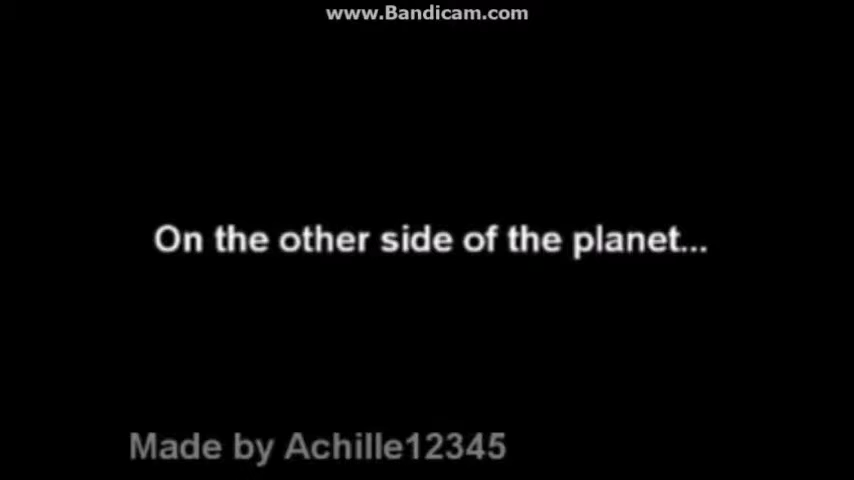 www.Bandicam.com
On the other side of the planet...
Made by Achille12345